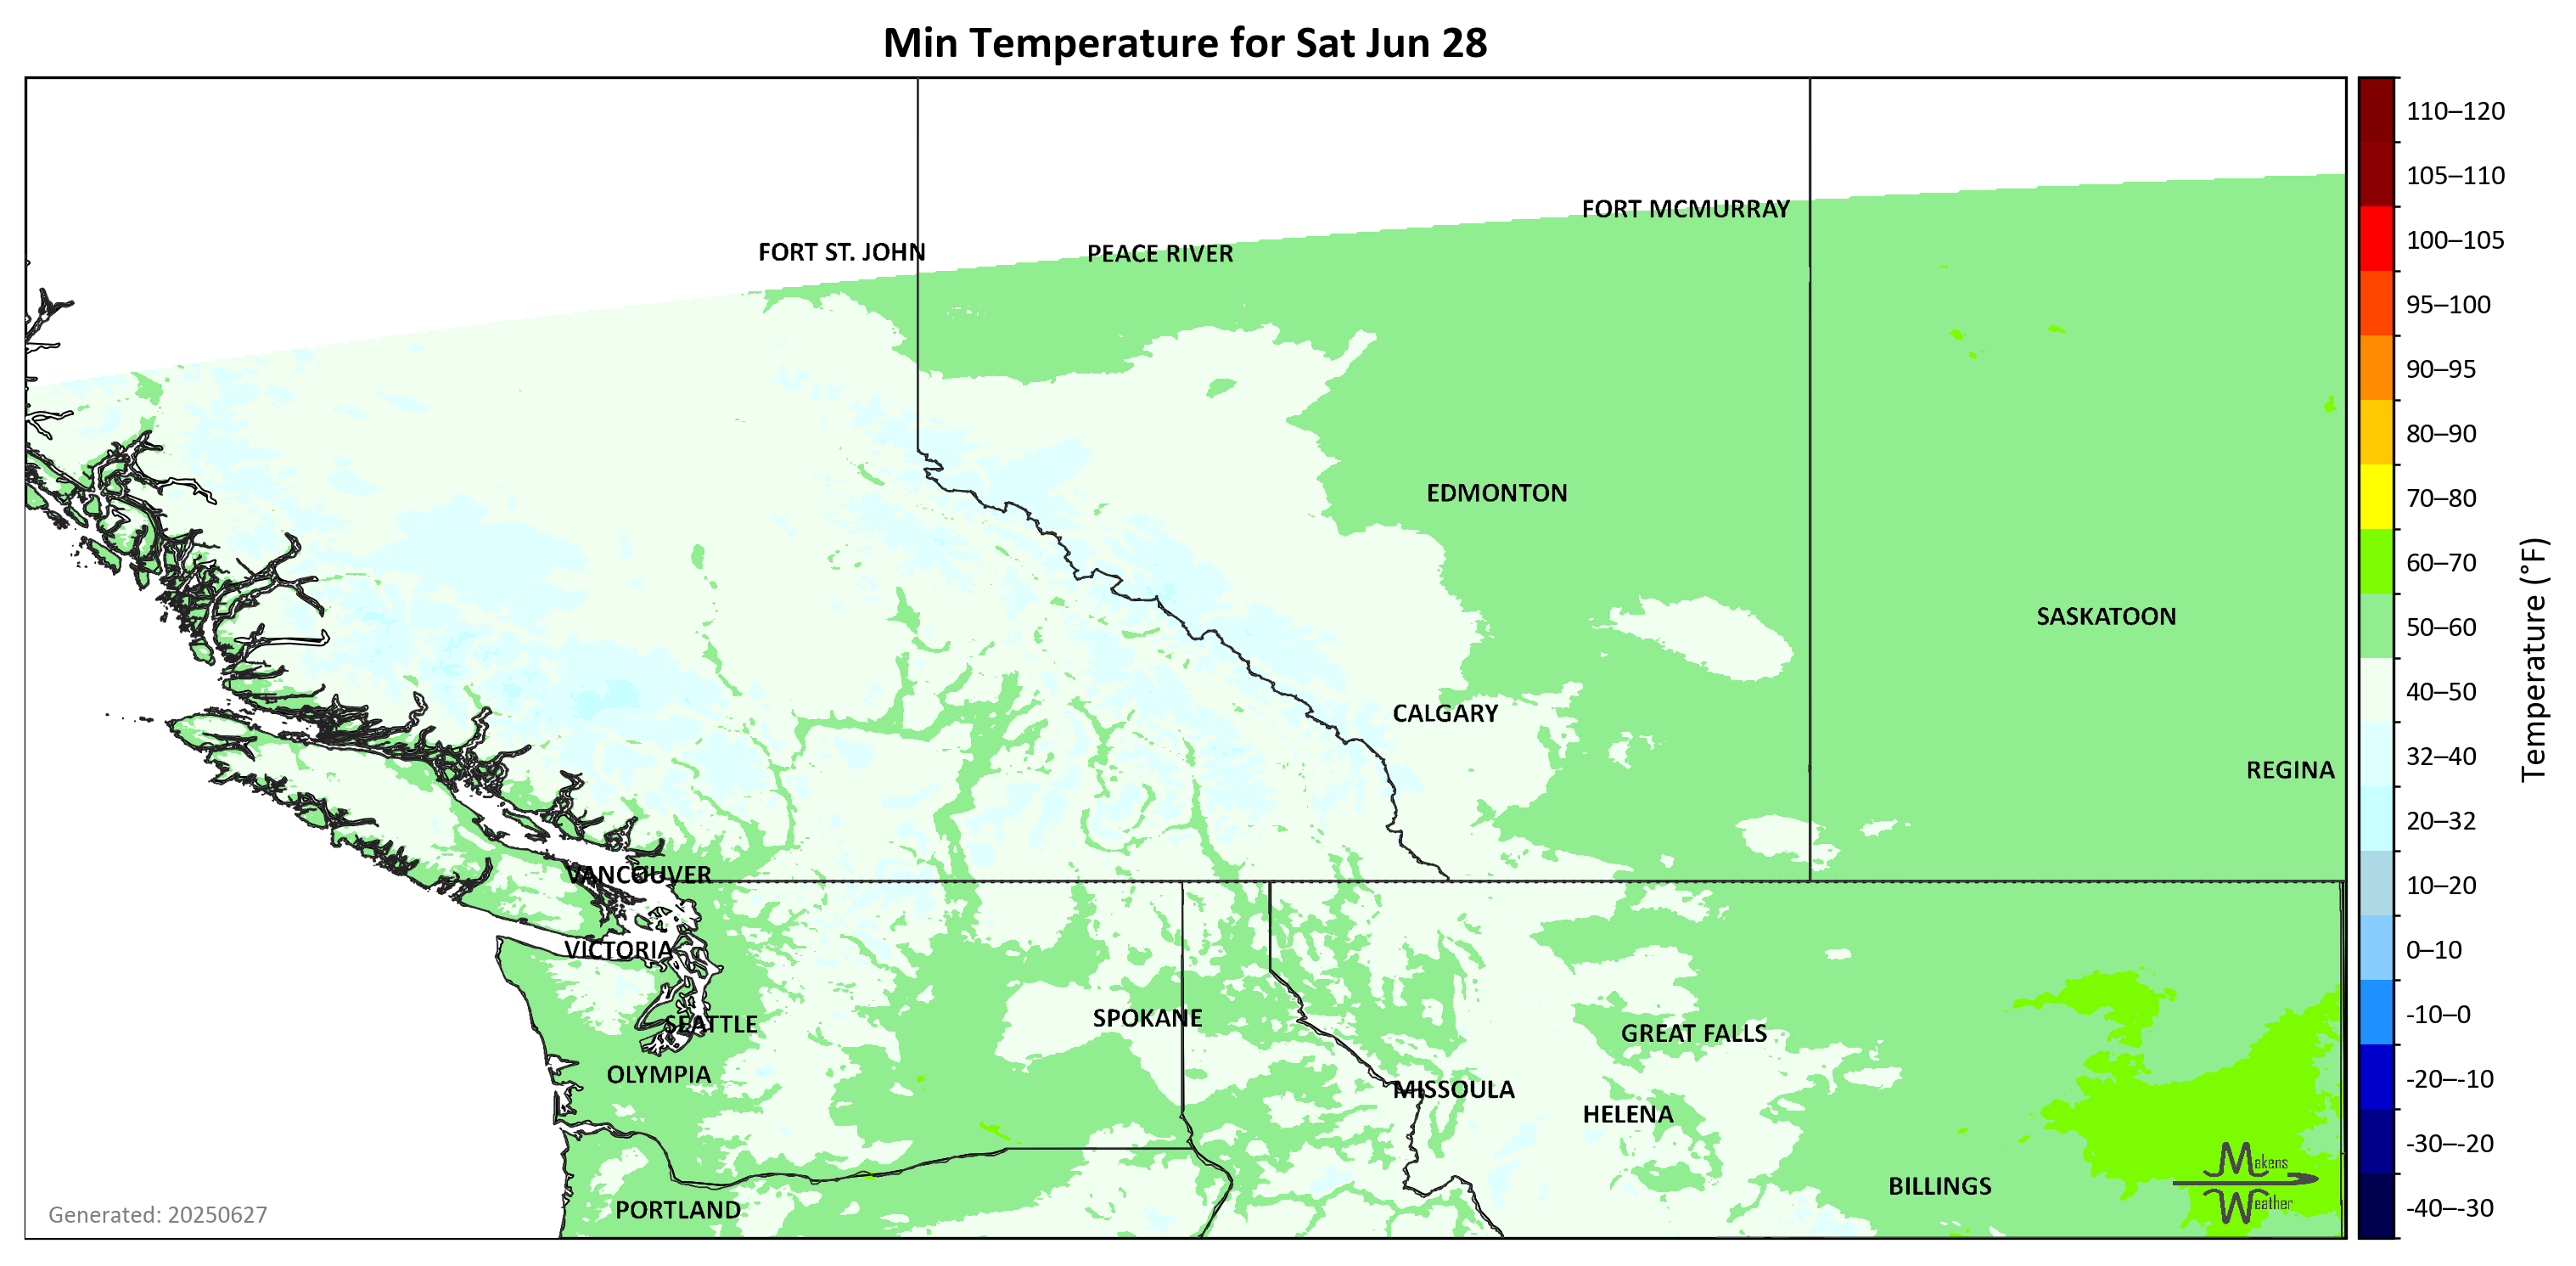 Min Temperature for Sat Jun 28
110–120
105–110
FORT MCMURRAY
100–105
FORT ST. JOHN
PEACE RIVER
95–100
90–95
80–90
EDMONTON
70–80
60–70
SASKATOON
50–60
Temperature (°F)
40–50
CALGARY
32–40
REGINA
20–32
VANCOUVER
10–20
VICTORIA
0–10
SPOKANE
-10–0
SEATTLE
GREAT FALLS
OLYMPIA
-20–-10
MISSOULA
HELENA
-30–-20
Makens
Weather
BILLINGS
-40–-30
PORTLAND
Generated: 20250627